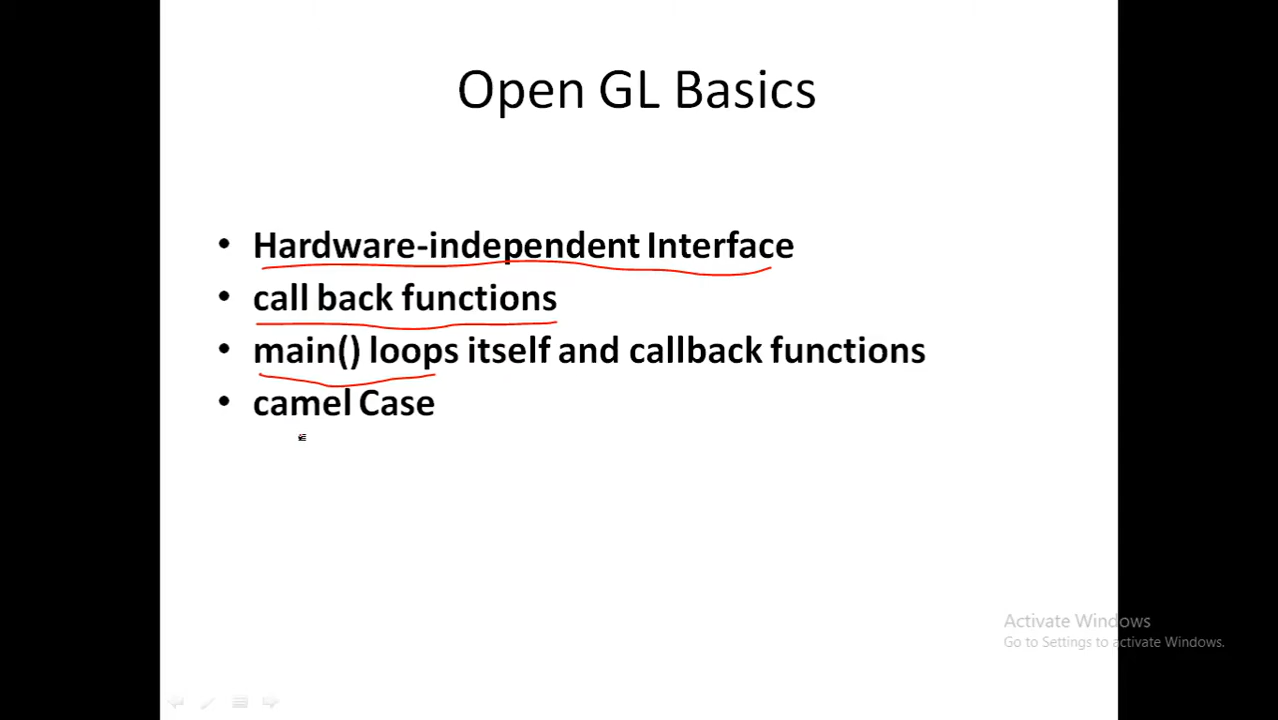 Open GL Basics
• Hardware-independent Interface
• call back functions
• main() loops itself and callback functions
• camel Case
Activate Windows
Go to Settings to activate Windows.